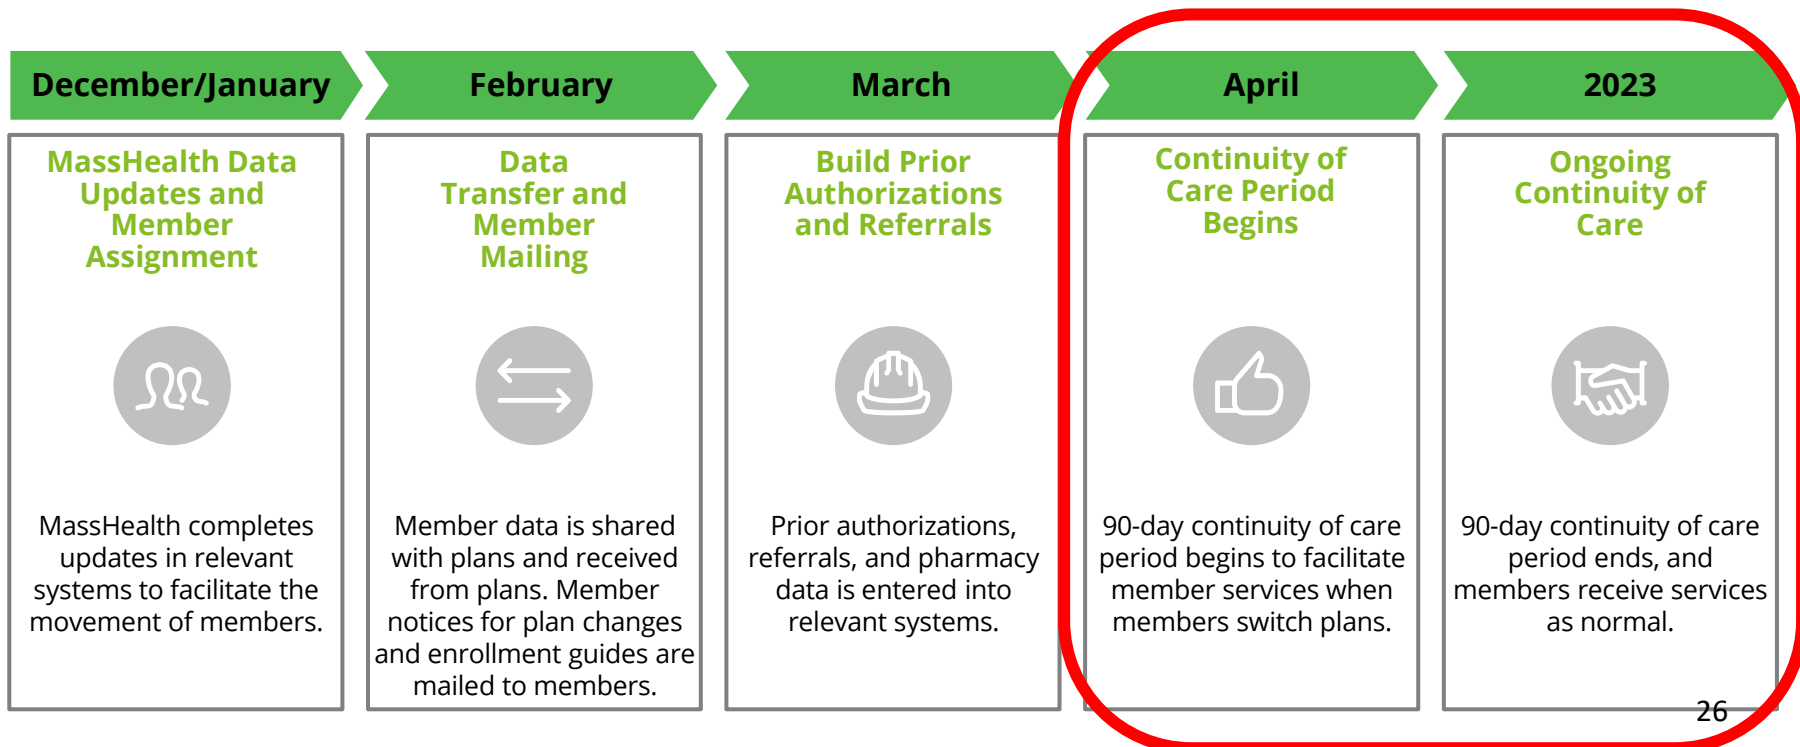 December/January
MassHealth Data
Updates and
Member
Assignment
MassHealth completes
updates in relevant
systems to facilitate the
movement of members.
February
Data
Transfer and
Member
Mailing
Member data is shared
with plans and received
from plans. Member
notices for plan changes
and enrollment guides are
mailed to members.
March
Build Prior
Authorizations
and Referrals
Prior authorizations,
referrals, and pharmacy
data is entered into
relevant systems.
April
Continuity of
Care Period
Begins
90-day continuity of care
period begins to facilitate
member services when
members switch plans.
2023
Ongoing
Continuity of
Care
90-day continuity of care
period ends, and
members receive services
as normal.
26